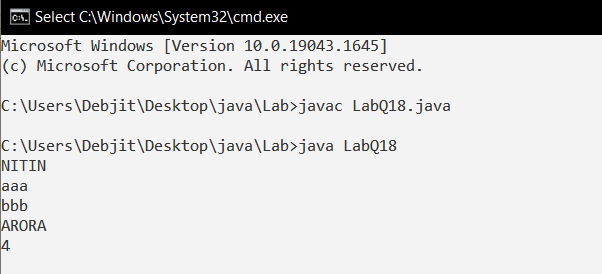 Select C:\Windows\System32\cmd.exe
Microsoft Windows [Version 10.0.19043.1645]
(c) Microsoft Corporation. All rights reserved.
C:\Users\Debjit\Desktop\java\Lab>javac LabQ18.java
C:\Users\Debjit\Desktop\java\Lab>java LabQ18
NITIN
aaa
bbb
ARORA
4